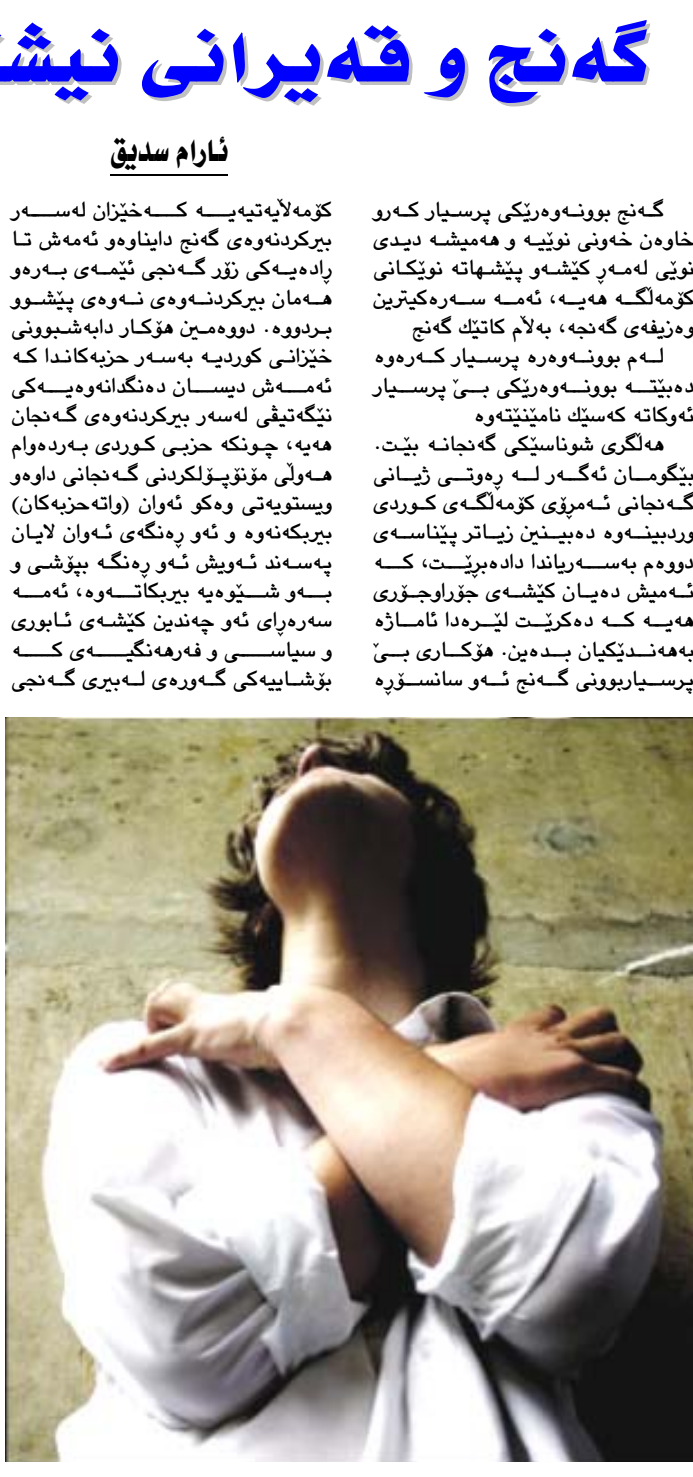 گەنج و قەیرانی
ئارام سدیق
گەنج بوونەوەرێکی پرسیار کەرو
خاوەن خەونی نوێیە و هەمیشە دیدی
نوێی لەمەڕ کێشەو پێشهاتە نوێکانی
کۆمەڵگە هەیە، ئەمە سەرەکیترین
وەزیفەی گەنجە، بەڵام کاتێك گەنج
لەم بوونەوەرە پرسیار کەرەوە
دەبێتە بوونەوەرێکی بێ پرسیار
ئەوکاتە کەسێك نامێنێتەوە
هەڵگری شوناسێکی گەنجانە بێت.
بێگومان ئەگەر لە ڕەوتی ژیانی
گەنجانی ئەمڕۆی کۆمەڵگەی کوردی
وردبینەوە دەبینین زیاتر پێناسەی
دووەم بەسەریاندا دادەبڕێت، کە
ئەمیش دەیان کێشەی جۆراوجۆری
هەیە کە دەکرێت لێرەدا ئاماژە
بەهەندێکیان بدەین. هۆکاری بێ
پرسیاربوونی گەنج ئەو سانسۆڕە
کۆمەڵایەتیەیە کەخێزان لەسەر
بیرکردنەوەی گەنج دایناوەو ئەمەش تا
ڕادەیەکی زۆر گەنجی ئێمەی بەرەو
هەمان بیرکردنەوەی نەوەی پێشوو
بردووە. دووەمین هۆکار دابەشبوونی
خێزانی کوردیە بەسەر حزبەکاندا کە
ئەمەش دیسان دەنگدانەوەیەکی
نێگەتیڤی لەسەر بیرکردنەوەی گەنجان
هەیە، چونکە حزبی کوردی بەردەوام
هەوڵی مۆنۆپۆلکردنی گەنجانی داوەو
ویستویەتی وەکو ئەوان (واتەحزبەکان)
بیربکەنەوە و ئەو ڕەنگەی ئەوان لایان
پەسەند ئەویش ئەو ڕەنگە بپۆشی و
بەو شێوەیە بیربکاتەوە، ئەمە
سەرەڕای ئەو چەندین کێشەی ئابوری
و سیاسی و فەرهەنگییەی کە
بۆشاییەکی گەورەی لەبیری گەنجی